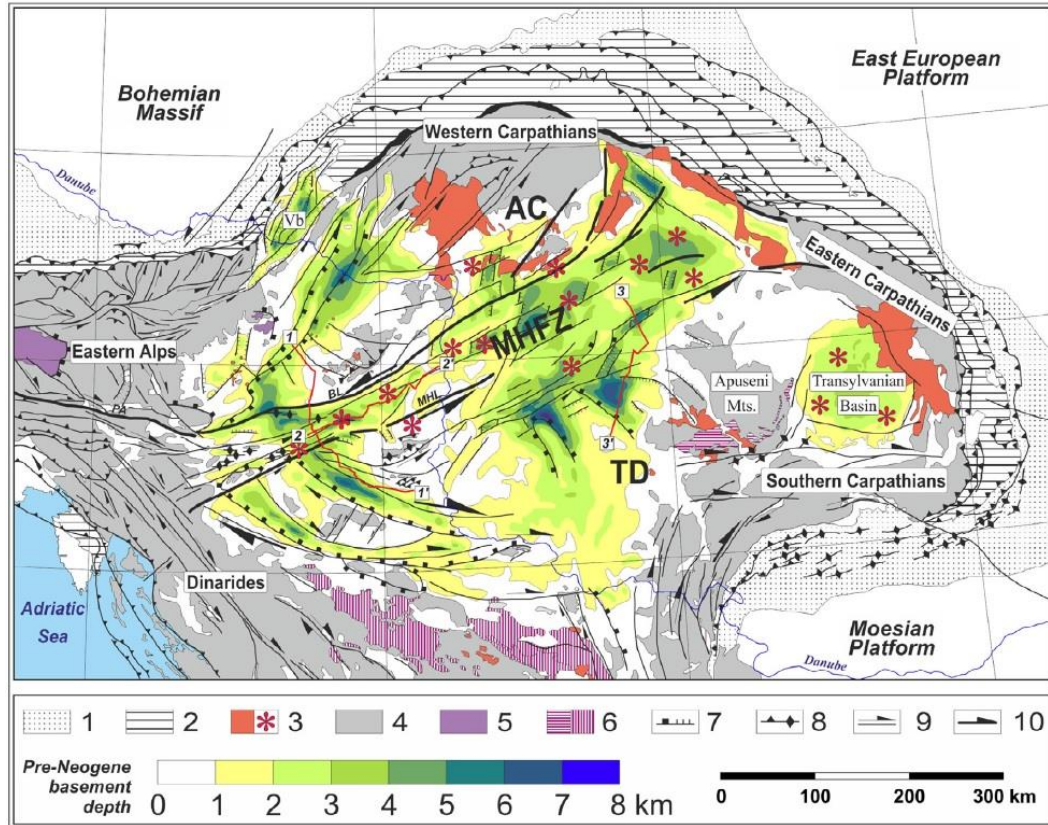 Bohemian
Massif
East European
Platform
Western Carpathians
Danube
Vb
AC
Eastern Carpathians
3
1
MHFZ
Eastern Alps
2'
BL
MHL
Apuseni
Mts.
Transylvanian
Basin
PA
2
3'
1'
TD
Southern Carpathians
Dinarides
Adriatic
Sea
Moesian
Platform
Danube
1 2 3 4 5 6 7 8 9 10
Pre-Neogene
basement
depth
0 1 2 3 4 5 6 7 8 km
0 100 200 300 km